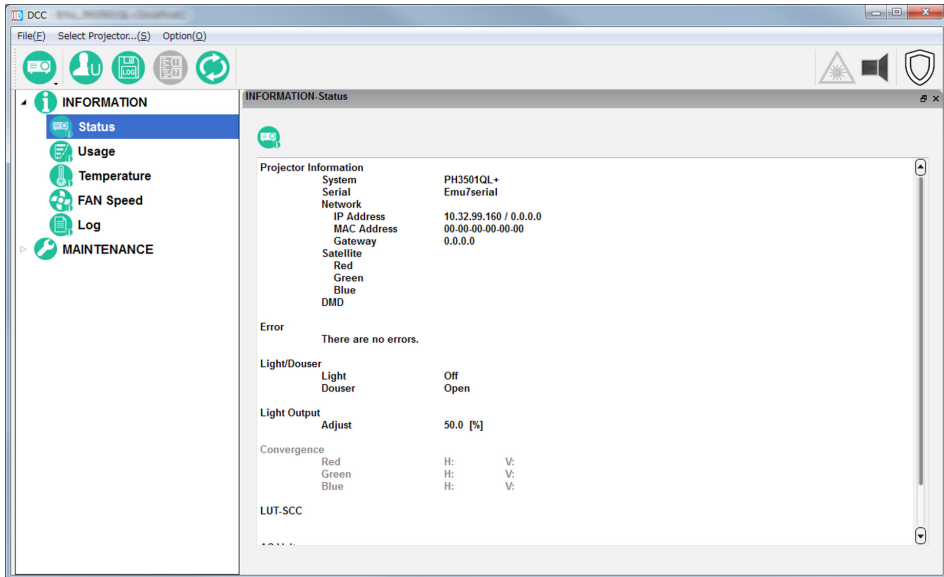 DCC
File(F) Select Projector...(S) Option(O)
LOG
INFORMATION
Status
Usage
Temperature
FAN Speed
Log
MAINTENANCE
INFORMATION-Status
Projector Information
System PH3501QL+
Serial Emu7serial
Network
IP Address 10.32.99.160 / 0.0.0.0
MAC Address 00-00-00-00-00-00
Gateway 0.0.0.0
Satellite
Red
Green
Blue
DMD
Error
There are no errors.
Light/Douser
Light Off
Douser Open
Light Output
Adjust 50.0 [%]
Convergence
Red H: V:
Green H: V:
Blue H: V:
LUT-SCC